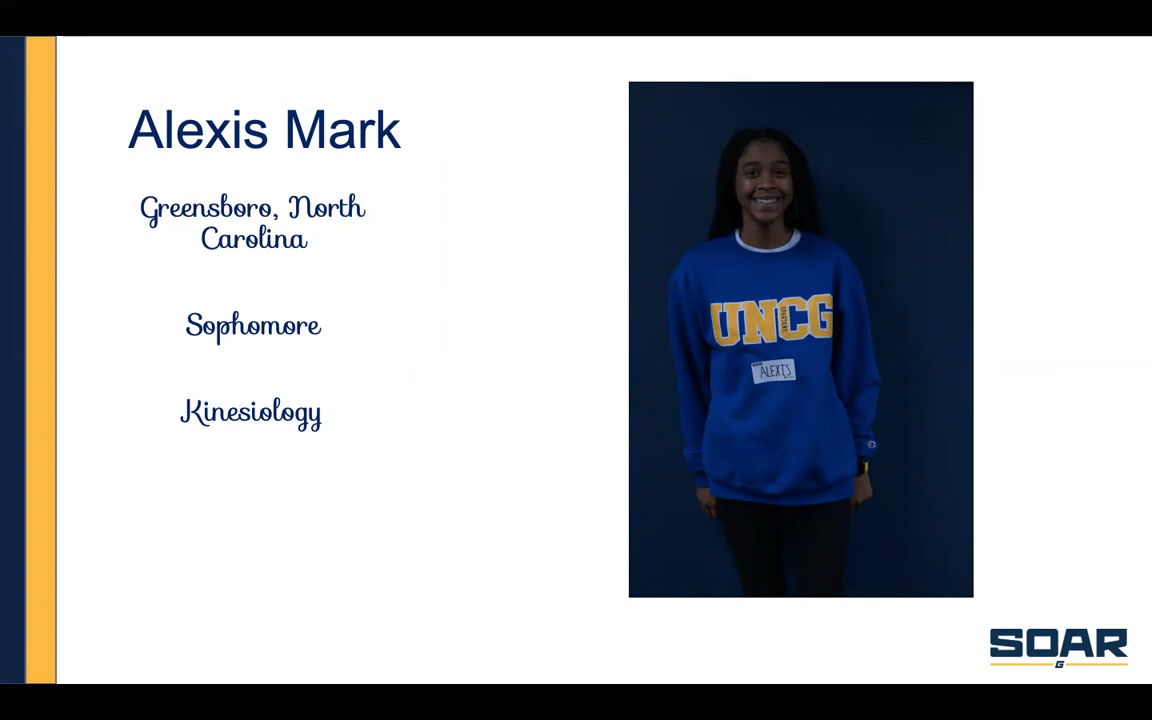 Alexis Mark
Greensboro, North
Carolina
Sophomore
Kinesiology
UNCG
ALEXIS
SOAR
G